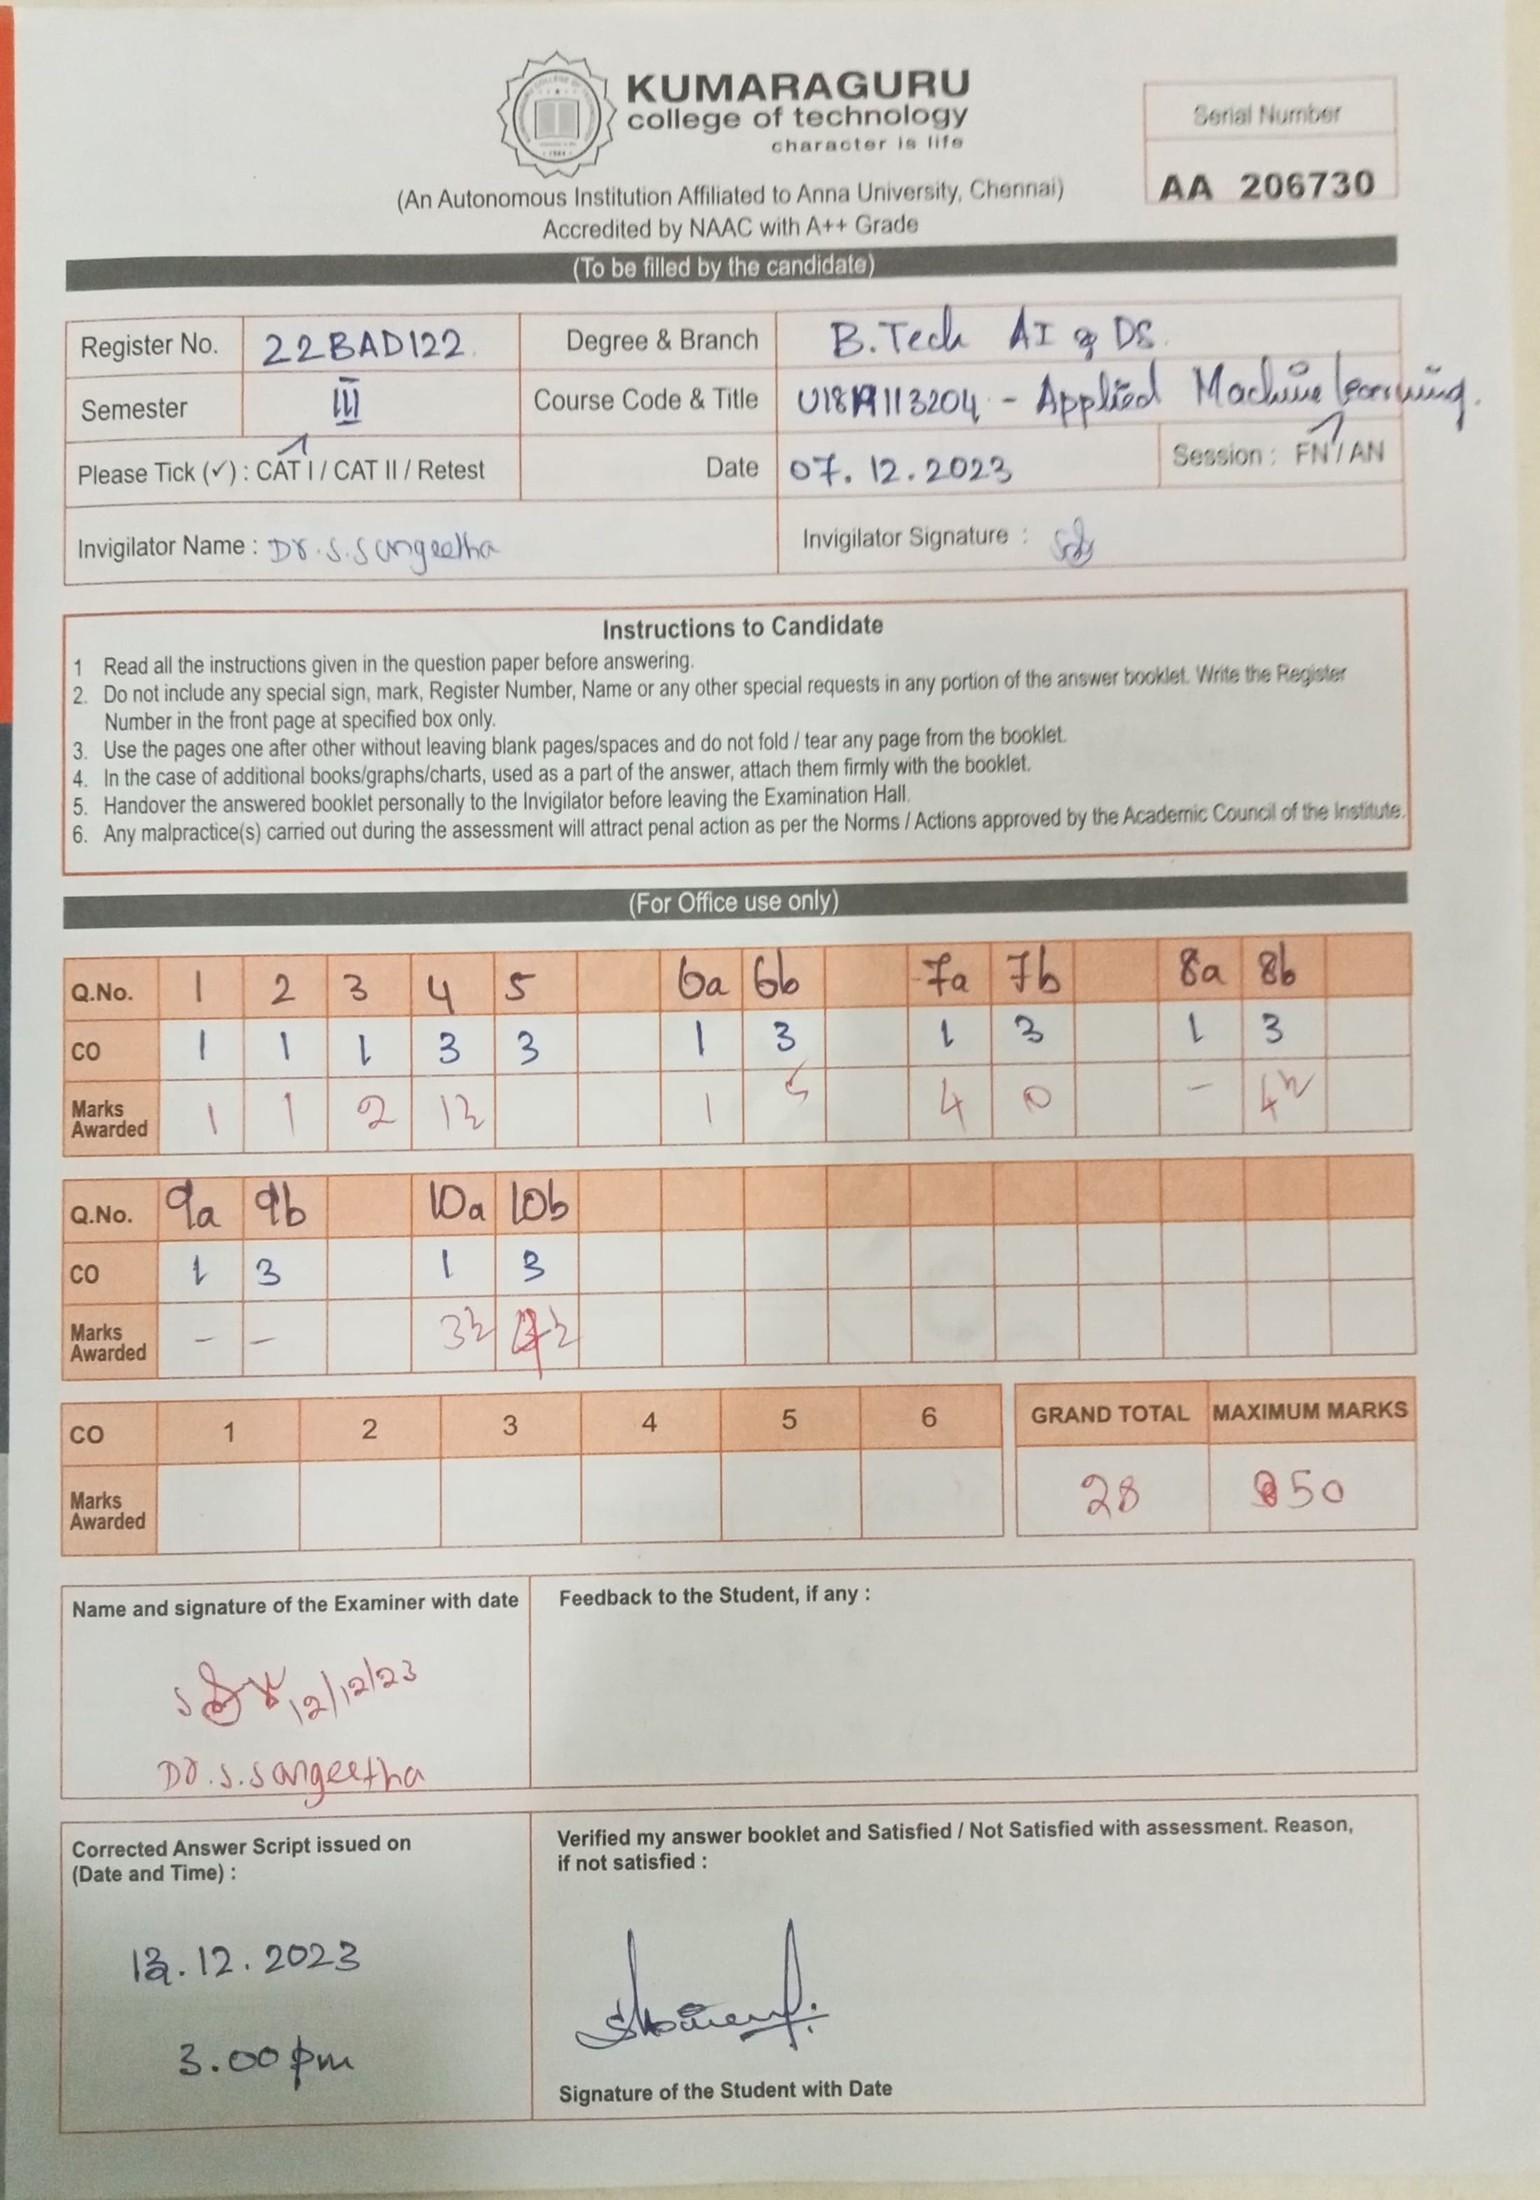 KUMARAGURU
college of technology
character is life
(An Autonomous Institution Affiliated to Anna University, Chennai)
Accredited by NAAC with A++ Grade
Serial Number
AA 206730
(To be filled by the candidate)
Register No. 22BAD122 Degree & Branch B.Tech AI & DS.
Semester III Course Code & Title - Applied Machine learning.
Please Tick (✓) : CAT I / CAT II / Retest Date 07.12.2023 Session : FN / AN
Invigilator Name : Dr.S.Sangeetha Invigilator Signature :
Instructions to Candidate
1 Read all the instructions given in the question paper before answering.
2. Do not include any special sign, mark, Register Number, Name or any other special requests in any portion of the answer booklet. Write the Register
Number in the front page at specified box only.
3. Use the pages one after other without leaving blank pages/spaces and do not fold / tear any page from the booklet.
4. In the case of additional books/graphs/charts, used as a part of the answer, attach them firmly with the booklet.
5. Handover the answered booklet personally to the Invigilator before leaving the Examination Hall.
6. Any malpractice(s) carried out during the assessment will attract penal action as per the Norms / Actions approved by the Academic Council of the Institute.
(For Office use only)
Q.No. 1 2 3 4 5 6a 6b 7a 7b 8a 8b
CO 1 1 1 3 3 1 3 1 3 1 3
Marks
Awarded 1 1 2 1½ 1 5 4 0 - 4½
Q.No. 9a 9b 10a 10b
CO 1 3 1 3
Marks
Awarded - - 3½
CO 1 2 3 4 5 6 GRAND TOTAL MAXIMUM MARKS
Marks
Awarded 28 50
Name and signature of the Examiner with date Feedback to the Student, if any :
12/12/23
Dr.S.Sangeetha
Corrected Answer Script issued on
(Date and Time) :
Verified my answer booklet and Satisfied / Not Satisfied with assessment. Reason,
if not satisfied :
.12.2023
3.00 pm
Signature of the Student with Date